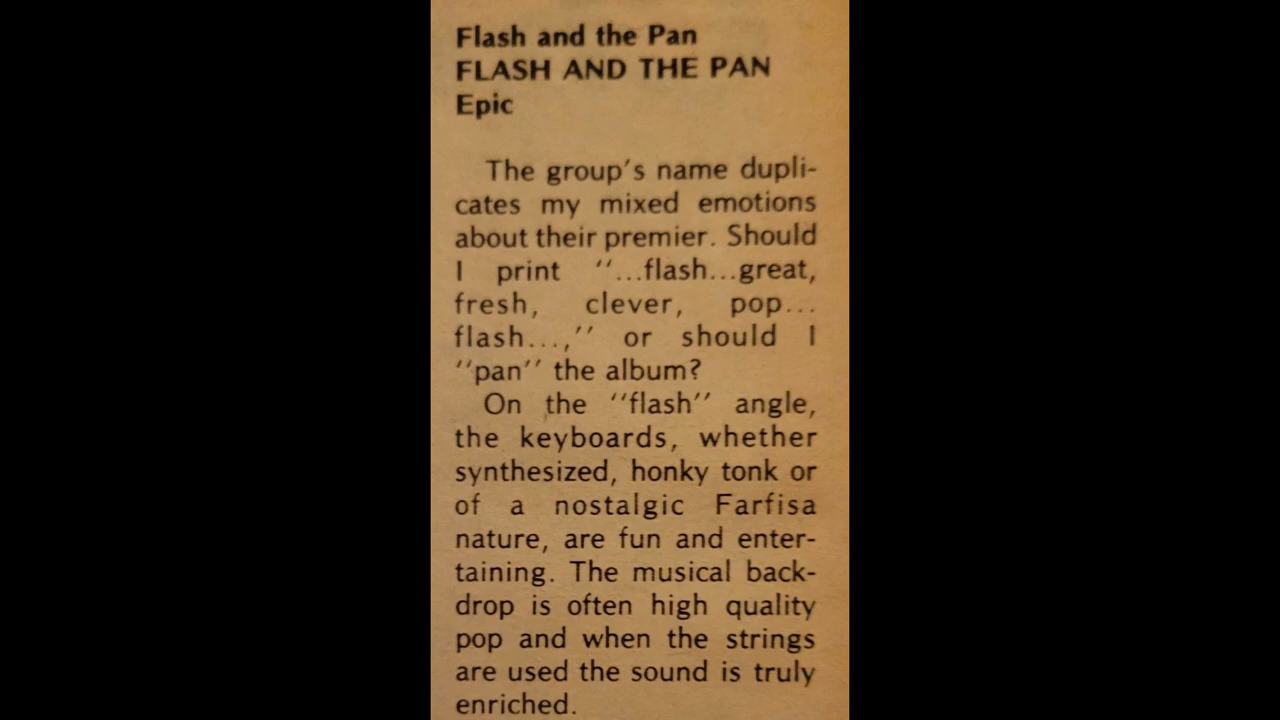 Flash and the Pan
FLASH AND THE PAN
Epic
The group's name dupli-
cates my mixed emotions
about their premier. Should
I print "...flash...great,
fresh, clever, pop...
flash...," or should I
"pan" the album?
On the "flash" angle,
the keyboards, whether
synthesized, honky tonk or
of a nostalgic Farfisa
nature, are fun and enter-
taining. The musical back-
drop is often high quality
pop and when the strings
are used the sound is truly
enriched.